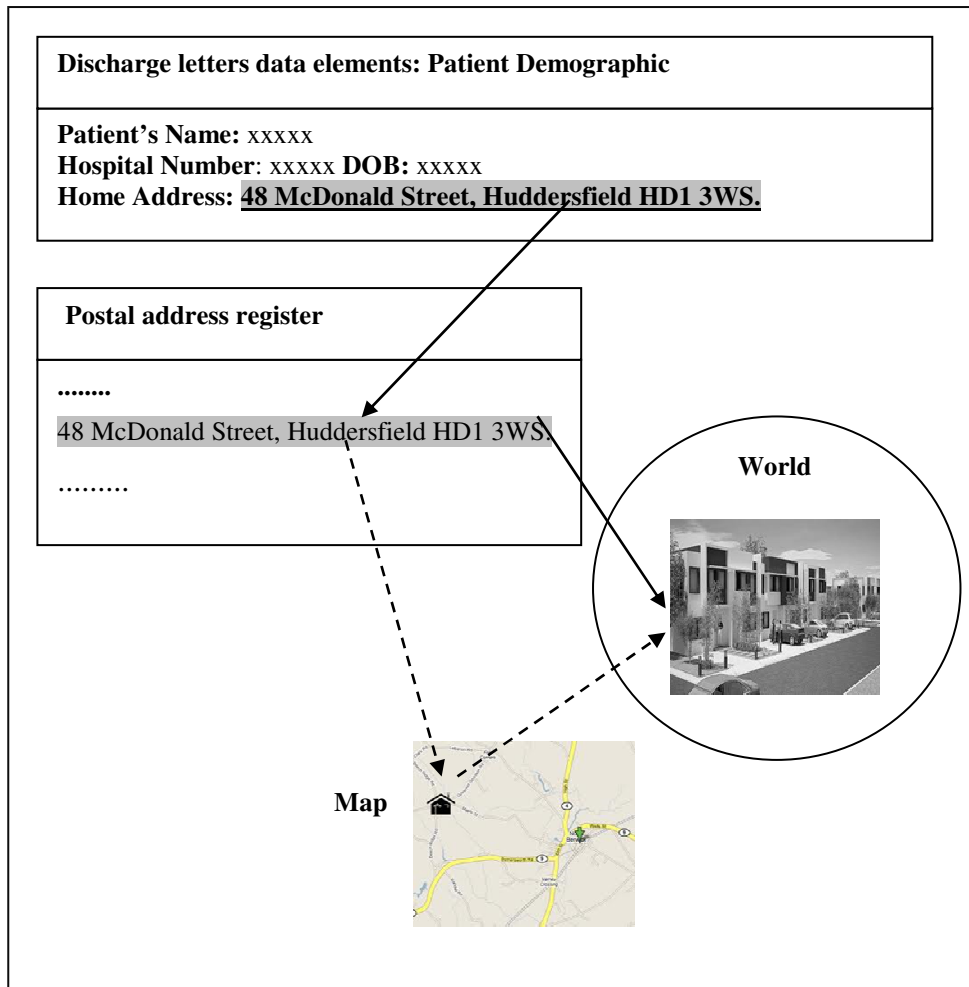 Discharge letters data elements: Patient Demographic
Patient's Name: xxxxx
Hospital Number: xxxxx DOB: xxxxx
Home Address: 48 McDonald Street, Huddersfield HD1 3WS.
Postal address register
........
48 McDonald Street, Huddersfield HD1 3WS.
.........
World
Map